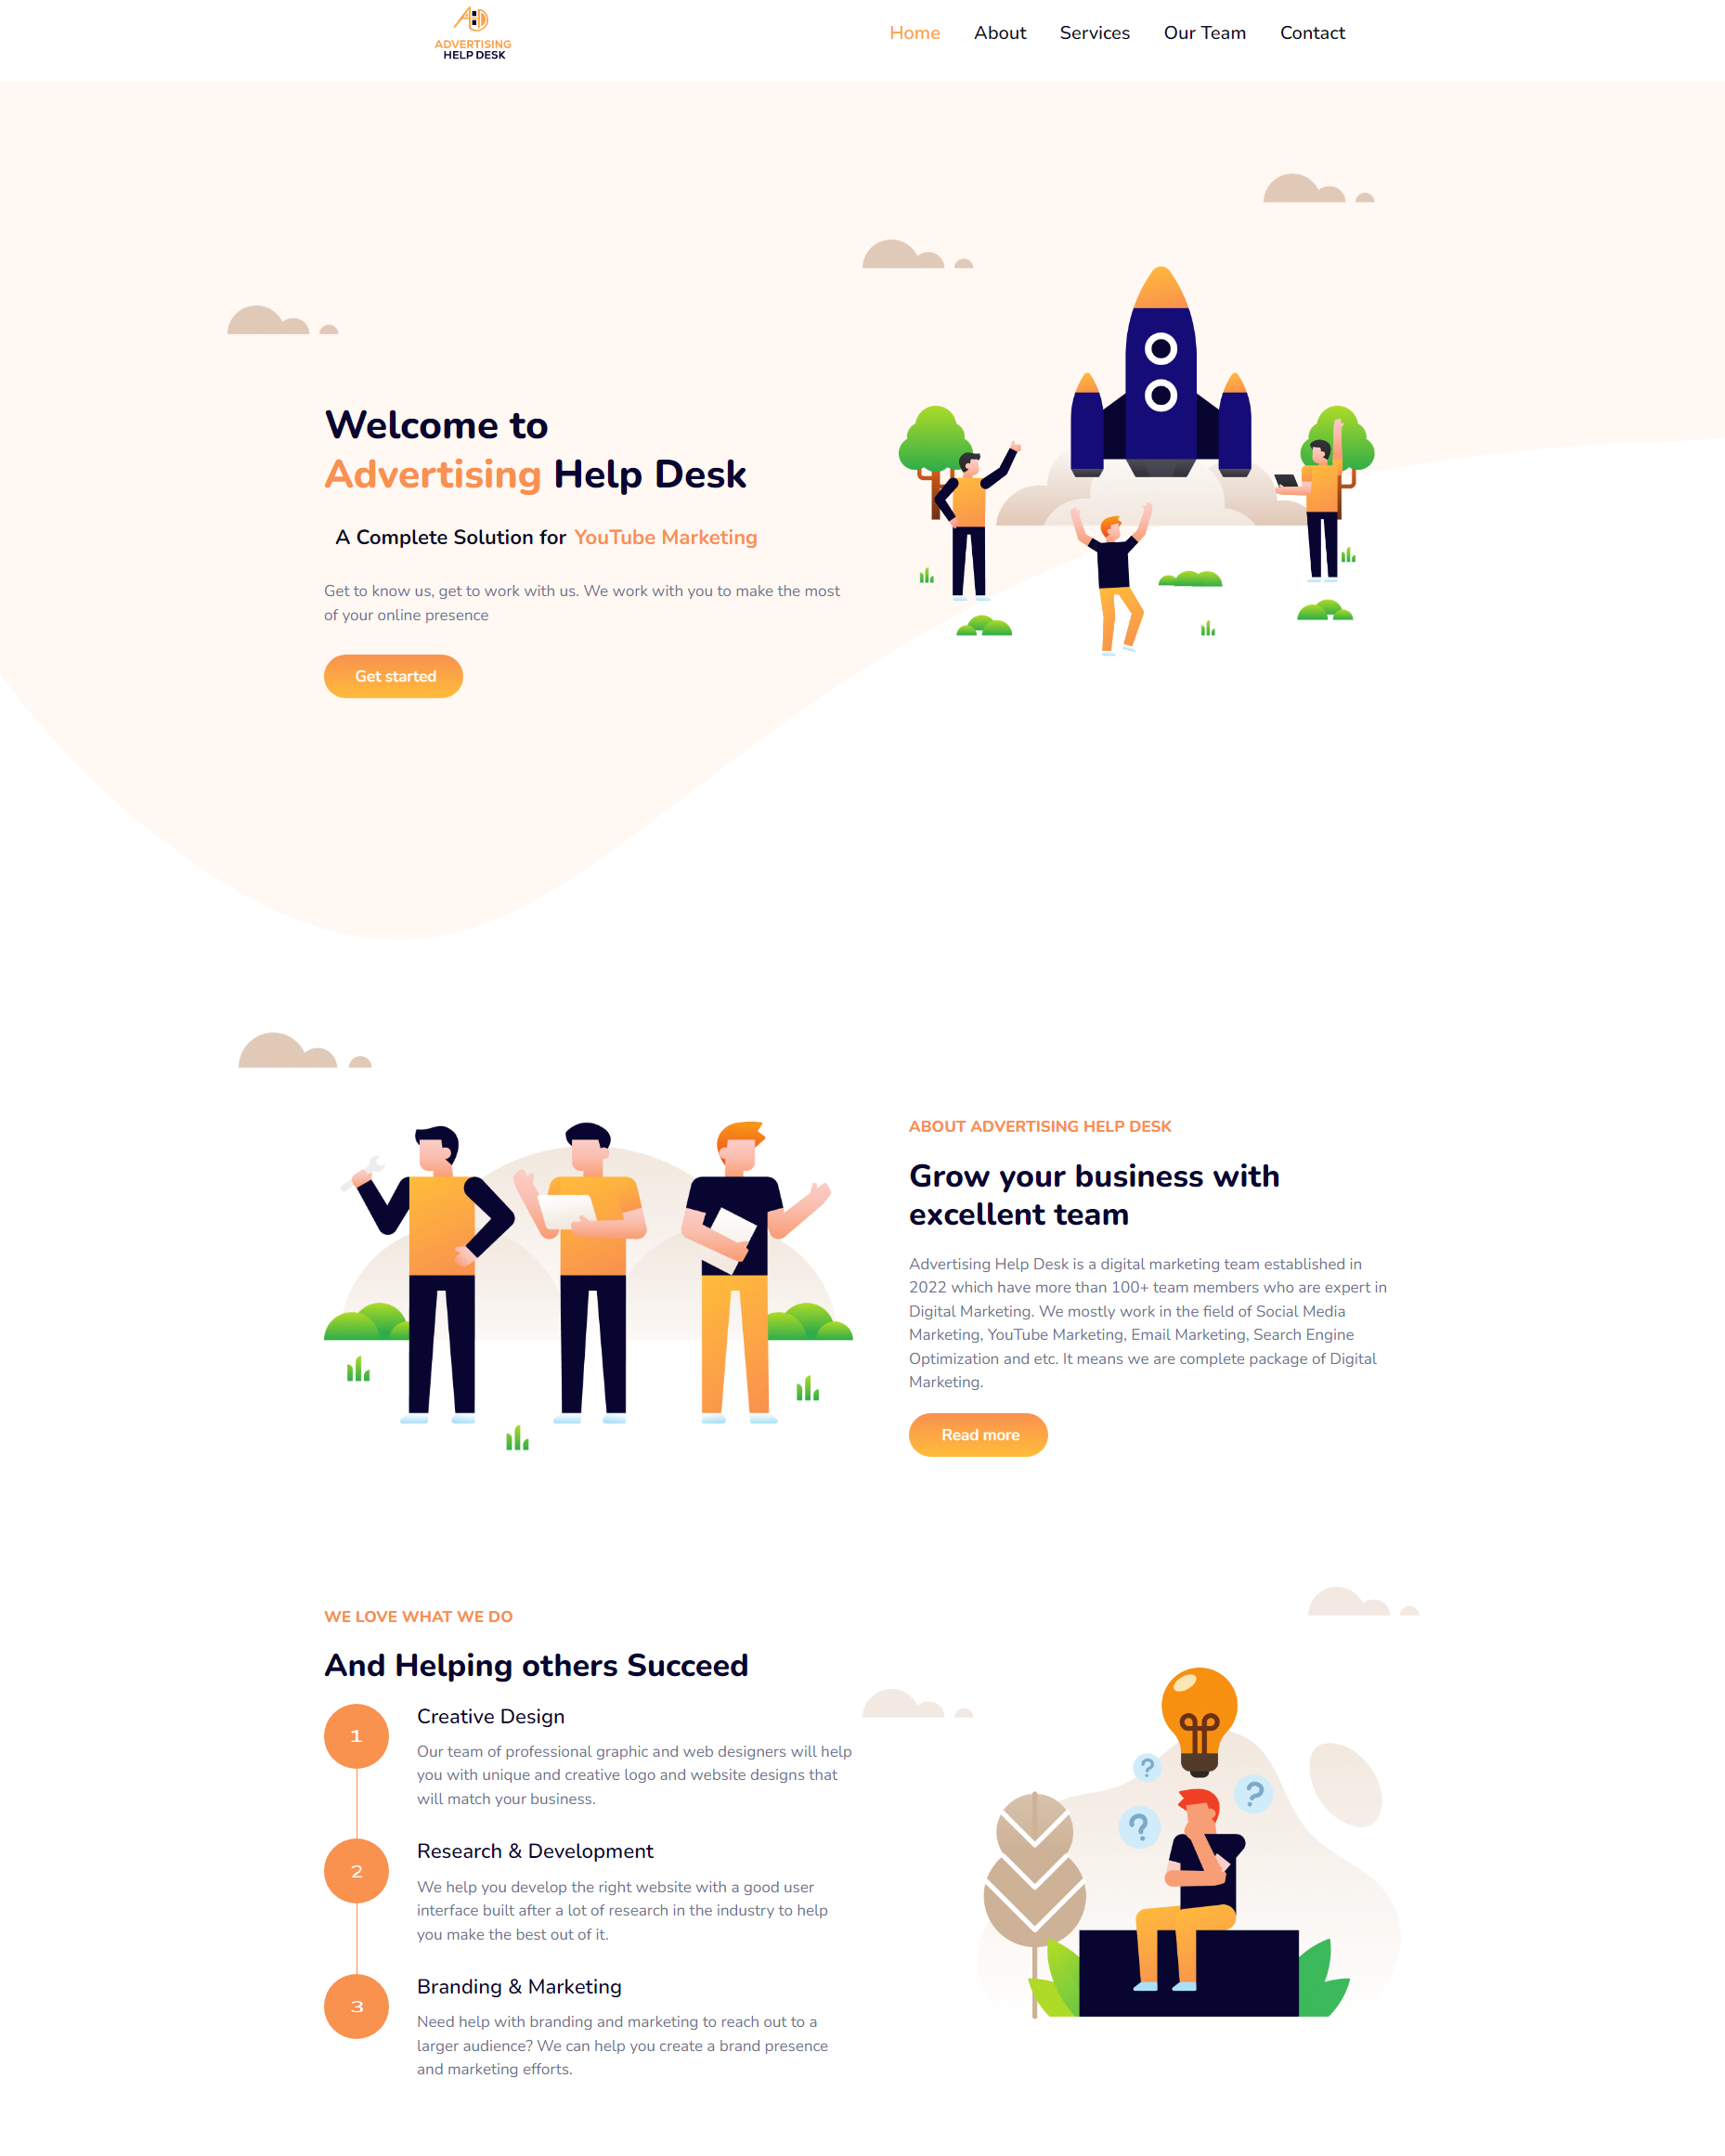 ADVERTISING
HELP DESK
Home About Services Our Team Contact
Welcome to
Advertising Help Desk
A Complete Solution for YouTube Marketing
Get to know us, get to work with us. We work with you to make the most
of your online presence
Get started
ABOUT ADVERTISING HELP DESK
Grow your business with
excellent team
Advertising Help Desk is a digital marketing team established in
2022 which have more than 100+ team members who are expert in
Digital Marketing. We mostly work in the field of Social Media
Marketing, YouTube Marketing, Email Marketing, Search Engine
Optimization and etc. It means we are complete package of Digital
Marketing.
Read more
WE LOVE WHAT WE DO
And Helping others Succeed
1
Creative Design
Our team of professional graphic and web designers will help
you with unique and creative logo and website designs that
will match your business.
2
Research & Development
We help you develop the right website with a good user
interface built after a lot of research in the industry to help
you make the best out of it.
3
Branding & Marketing
Need help with branding and marketing to reach out to a
larger audience? We can help you create a brand presence
and marketing efforts.
?
?
?